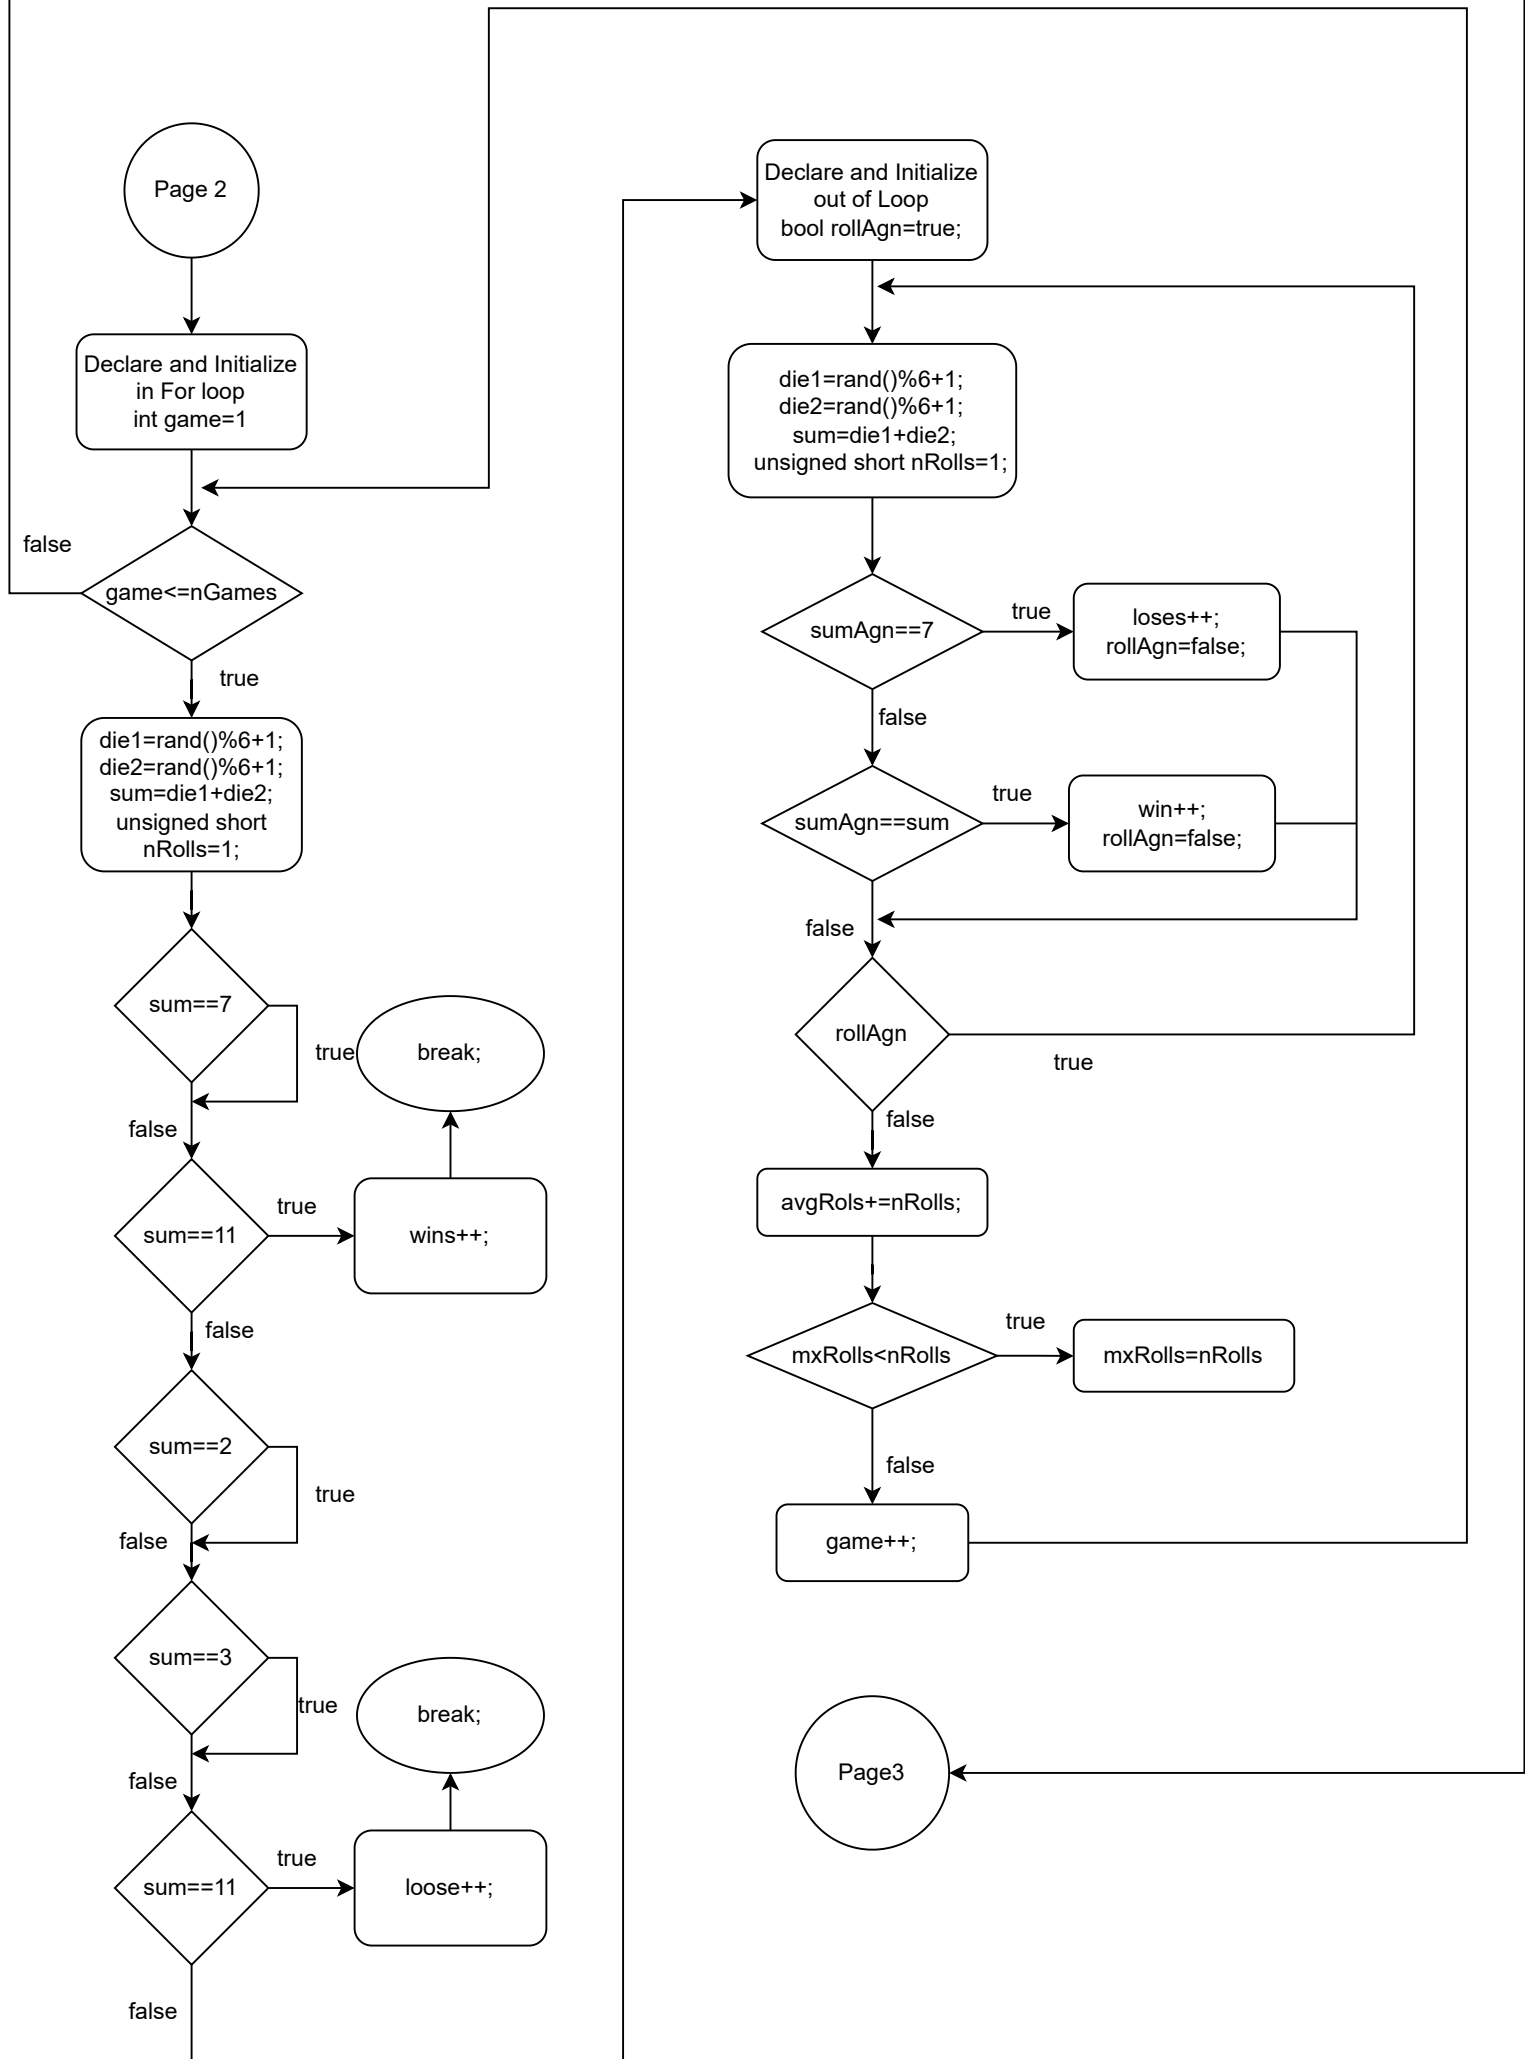 Page 2
Declare and Initialize
in For loop
int game=1
false
game<=nGames
true
die1=rand()%6+1;
die2=rand()%6+1;
sum=die1+die2;
unsigned short
nRolls=1;
sum==7
true
break;
false
sum==11
true
wins++;
false
sum==2
true
false
sum==3
true
break;
false
sum==11
true
loose++;
false
Declare and Initialize
out of Loop
bool rollAgn=true;
die1=rand()%6+1;
die2=rand()%6+1;
sum=die1+die2;
unsigned short nRolls=1;
sumAgn==7
true
loses++;
rollAgn=false;
false
sumAgn==sum
true
win++;
rollAgn=false;
false
rollAgn
true
false
avgRols+=nRolls;
mxRolls<nRolls
true
mxRolls=nRolls
false
game++;
Page3